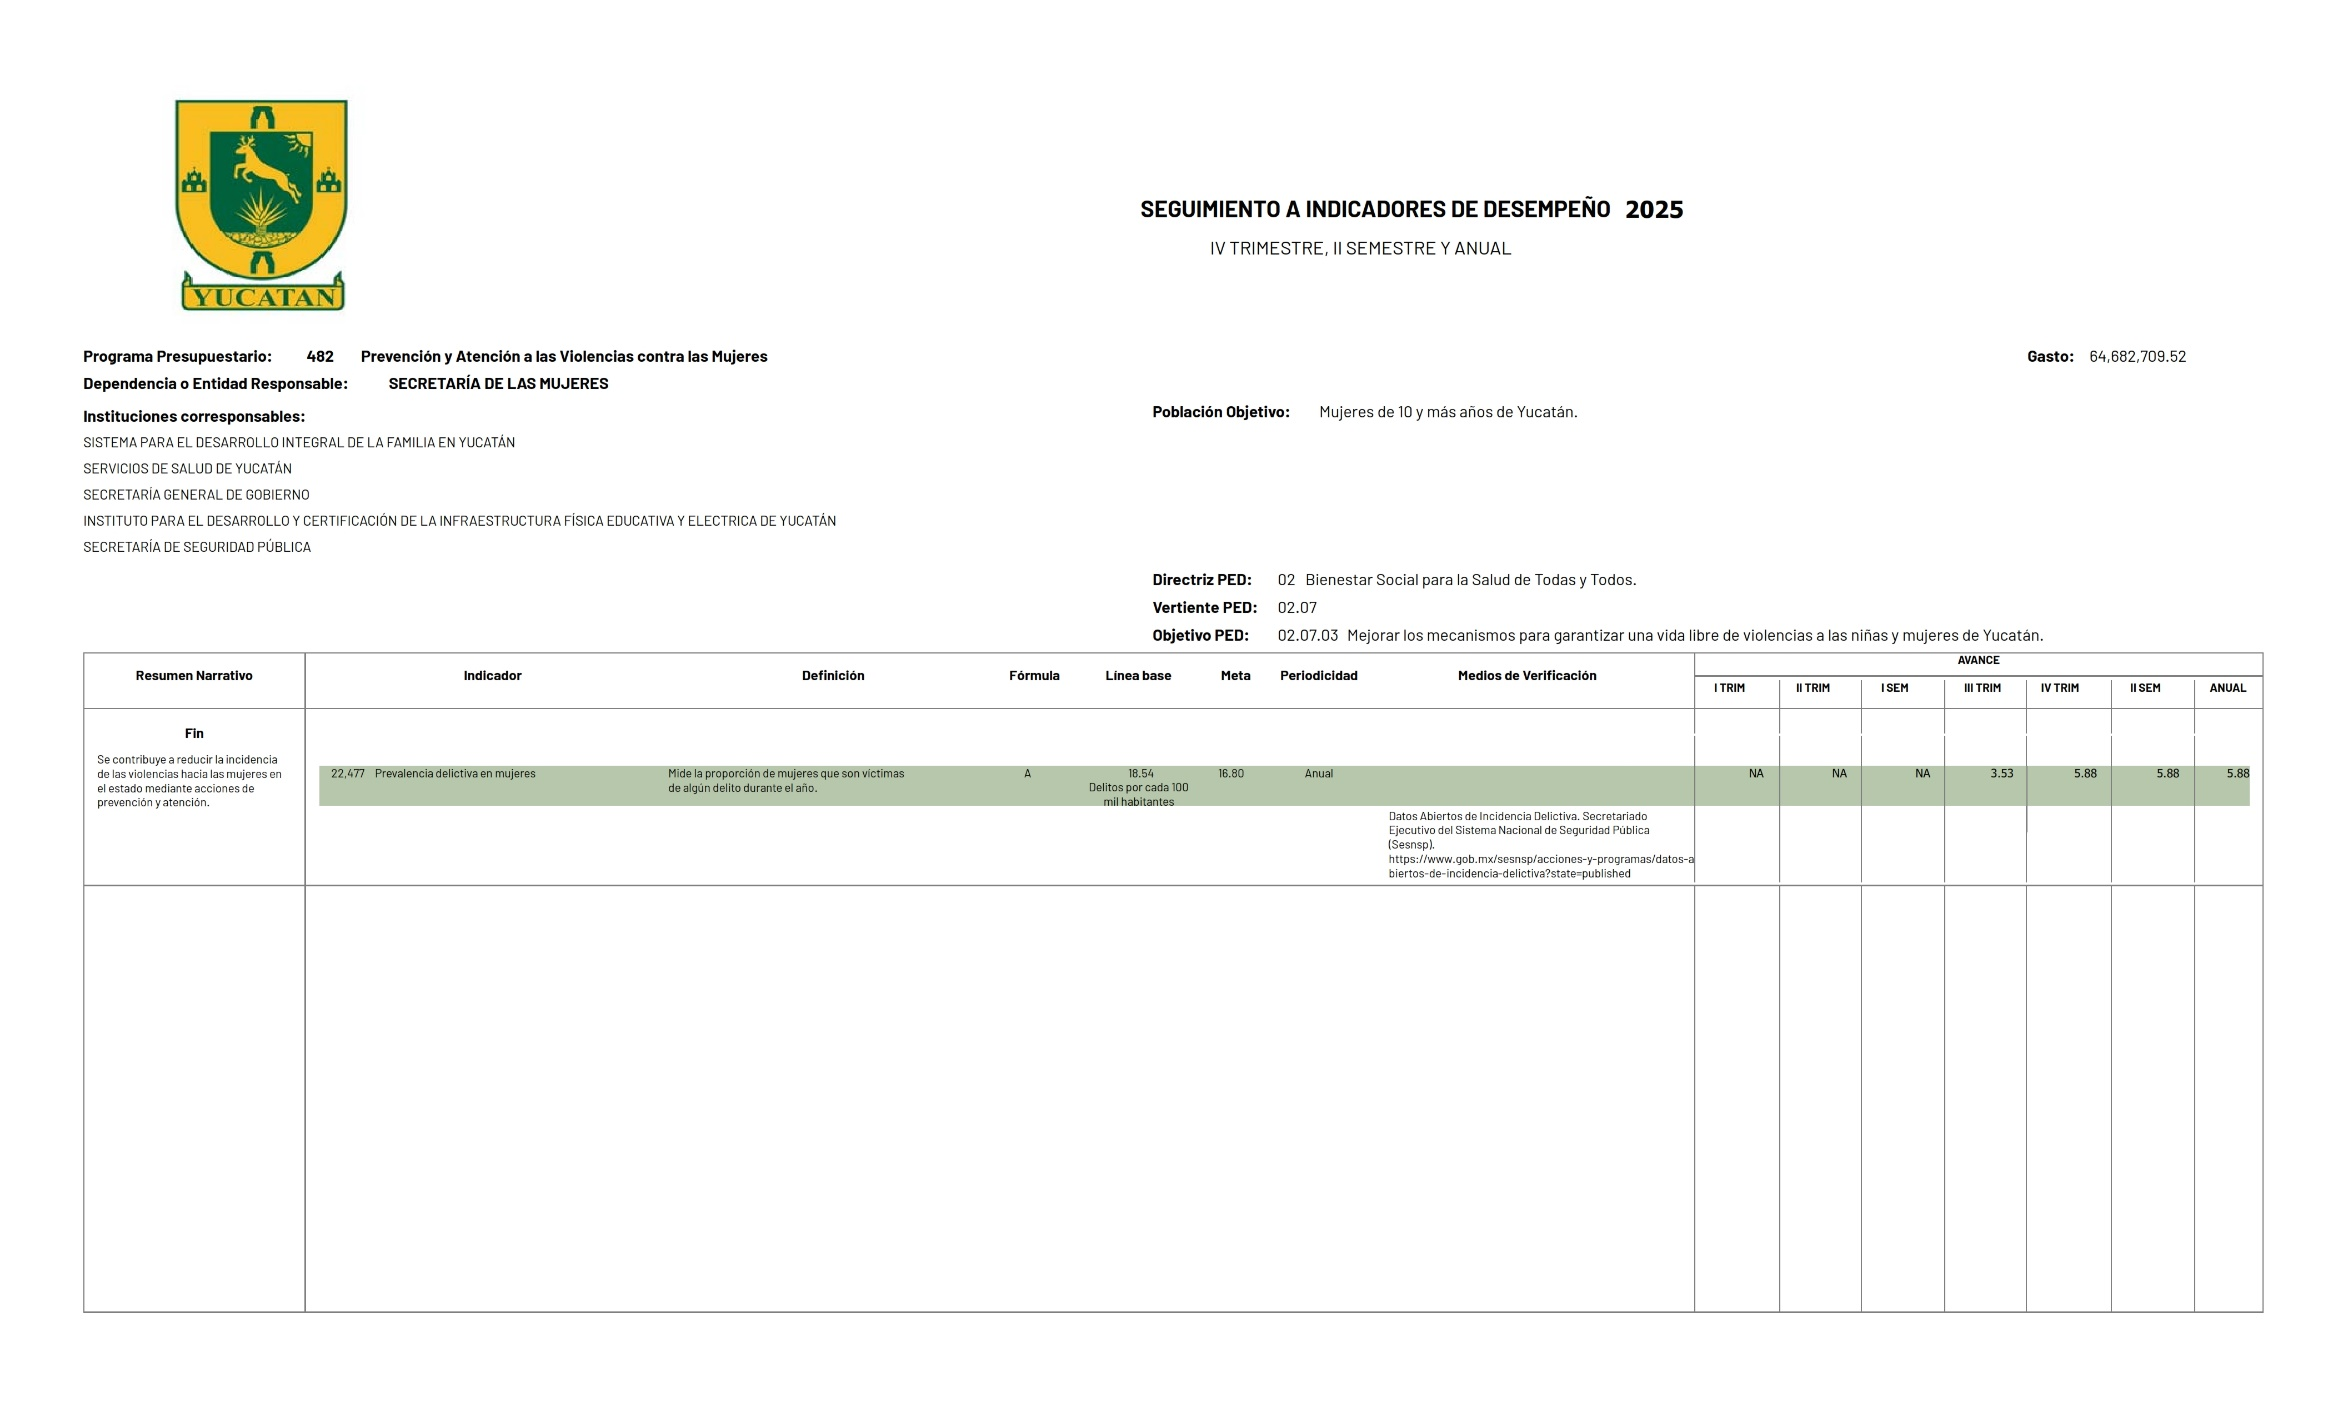 YUCATAN
SEGUIMIENTO A INDICADORES DE DESEMPEÑO 2025
IV TRIMESTRE, II SEMESTRE Y ANUAL
Programa Presupuestario: 482 Prevención y Atención a las Violencias contra las Mujeres
Gasto: 64,682,709.52
Dependencia o Entidad Responsable: SECRETARÍA DE LAS MUJERES
Instituciones corresponsables:
Población Objetivo: Mujeres de 10 y más años de Yucatán.
SISTEMA PARA EL DESARROLLO INTEGRAL DE LA FAMILIA EN YUCATÁN
SERVICIOS DE SALUD DE YUCATÁN
SECRETARÍA GENERAL DE GOBIERNO
INSTITUTO PARA EL DESARROLLO Y CERTIFICACIÓN DE LA INFRAESTRUCTURA FÍSICA EDUCATIVA Y ELECTRICA DE YUCATÁN
SECRETARÍA DE SEGURIDAD PÚBLICA
Directriz PED: 02 Bienestar Social para la Salud de Todas y Todos.
Vertiente PED: 02.07
Objetivo PED: 02.07.03 Mejorar los mecanismos para garantizar una vida libre de violencias a las niñas y mujeres de Yucatán.
Resumen Narrativo Indicador Definición Fórmula Línea base Meta Periodicidad Medios de Verificación AVANCE
I TRIM II TRIM I SEM III TRIM IV TRIM II SEM ANUAL
Fin
Se contribuye a reducir la incidencia
de las violencias hacia las mujeres en
el estado mediante acciones de
prevención y atención.
22,477 Prevalencia delictiva en mujeres
Mide la proporción de mujeres que son víctimas
de algún delito durante el año.
A
18.54
Delitos por cada 100
mil habitantes
16.80
Anual
Datos Abiertos de Incidencia Delictiva. Secretariado
Ejecutivo del Sistema Nacional de Seguridad Pública
(Sesnsp).
https://www.gob.mx/sesnsp/acciones-y-programas/datos-a
biertos-de-incidencia-delictiva?state=published
NA NA NA 3.53 5.88 5.88 5.88